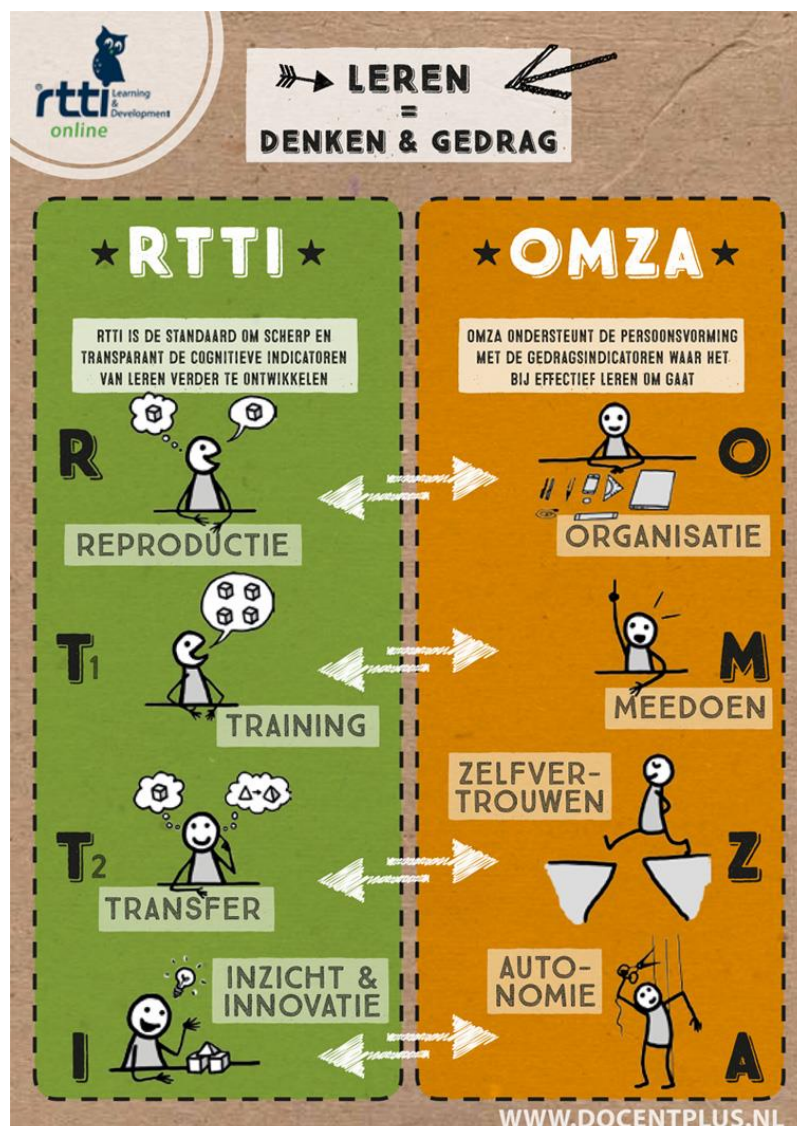 rtti
Learning
&
Development
online
LEREN
=
DENKEN & GEDRAG
RTTI
RTTI IS DE STANDAARD OM SCHERP EN
TRANSPARANT DE COGNITIEVE INDICATOREN
VAN LEREN VERDER TE ONTWIKKELEN
R
REPRODUCTIE
T1
TRAINING
T2
TRANSFER
I
INZICHT &
INNOVATIE
OMZA
OMZA ONDERSTEUNT DE PERSOONSVORMING
MET DE GEDRAGSINDICATOREN WAAR HET
BIJ EFFECTIEF LEREN OM GAAT
O
ORGANISATIE
M
MEEDOEN
ZELFVER-
TROUWEN
Z
AUTO-
NOMIE
A
WWW.DOCENTPLUS.NL